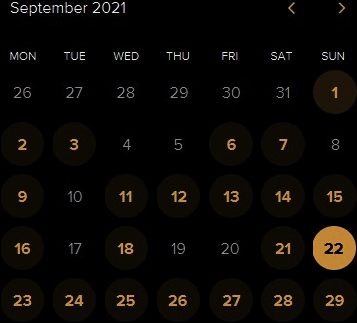 September 2021
MON TUE WED THU FRI SAT SUN
26 27 28 29 30 31 1
2 3 4 5 6 7 8
9 10 11 12 13 14 15
16 17 18 19 20 21 22
23 24 25 26 27 28 29